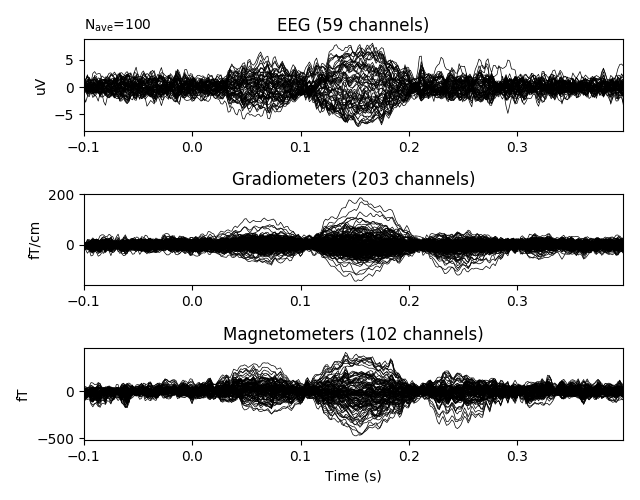 Nave=100
EEG (59 channels)
uV
5
0
−5
−0.1 0.0 0.1 0.2 0.3
Gradiometers (203 channels)
fT/cm
200
0
−0.1 0.0 0.1 0.2 0.3
Magnetometers (102 channels)
fT
0
−500
−0.1 0.0 0.1 0.2 0.3
Time (s)